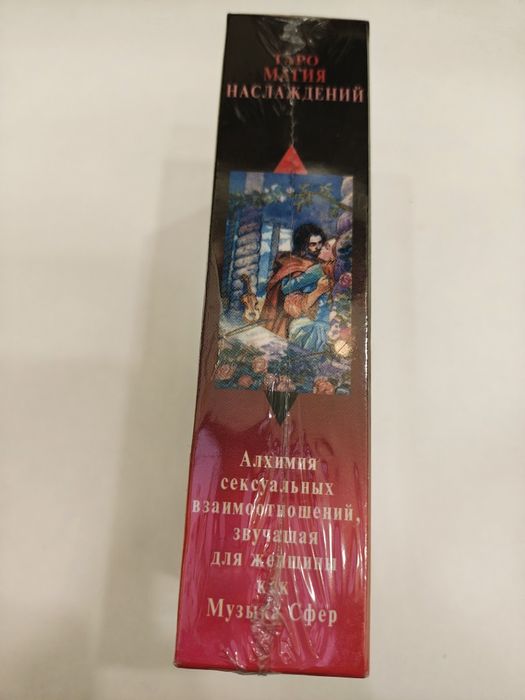 ТАРО
МАГИЯ
НАСЛАЖДЕНИЙ
Алхимия
сексуальных
взаимоотношений,
звучащая
для женщины
как
Музыка Сфер